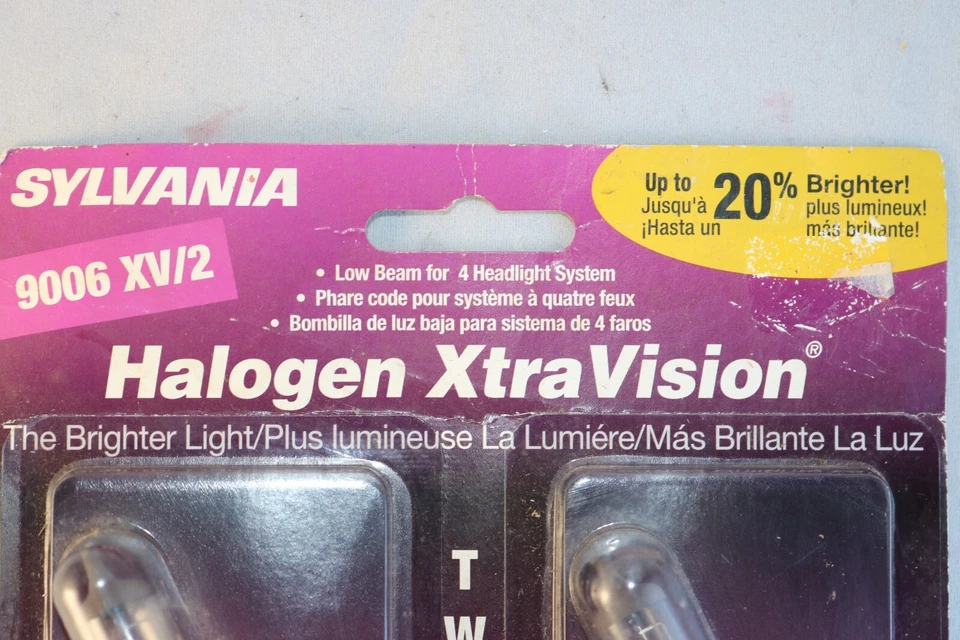 SYLVANIA
9006 XV/2
Up to 20% Brighter!
Jusqu'à plus lumineux!
¡Hasta un más brillante!
• Low Beam for 4 Headlight System
• Phare code pour système à quatre feux
• Bombilla de luz baja para sistema de 4 faros
Halogen XtraVision®
The Brighter Light/Plus lumineuse La Lumiére/Más Brillante La Luz
T
W